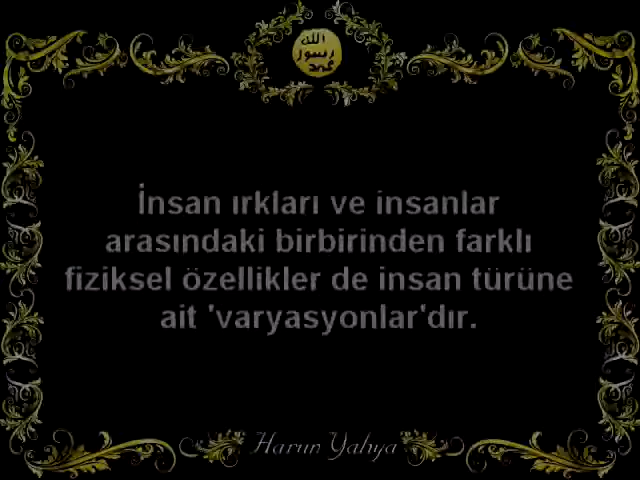 الله
رسول
محمد
İnsan ırkları ve insanlar
arasındaki birbirinden farklı
fiziksel özellikler de insan türüne
ait 'varyasyonlar'dır.
Harun Yahya